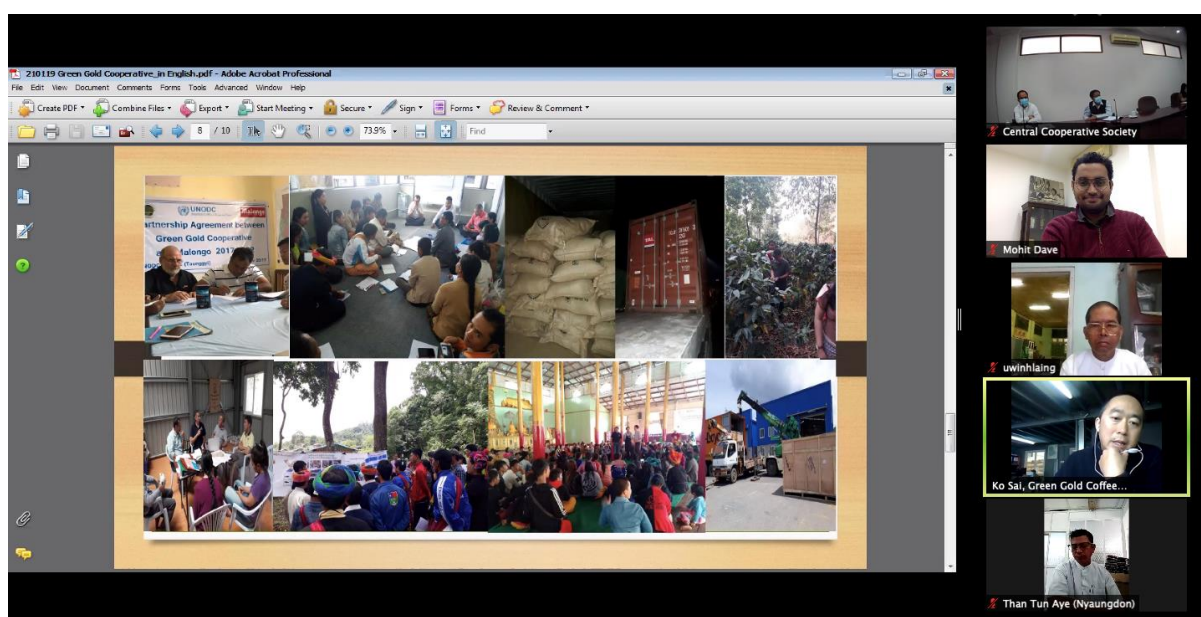 210119 Green Gold Cooperative_in English.pdf - Adobe Acrobat Professional
File Edit View Document Comments Forms Tools Advanced Window Help
Create PDF Combine Files Export Start Meeting Secure Sign Forms Review & Comment
8 / 10 73.9% Find
UNODC
artnership Agreement between
Green Gold Cooperative
Malongo 2017
Central Cooperative Society
Mohit Dave
uwinhlaing
Ko Sai, Green Gold Coffee...
Than Tun Aye (Nyaungdon)